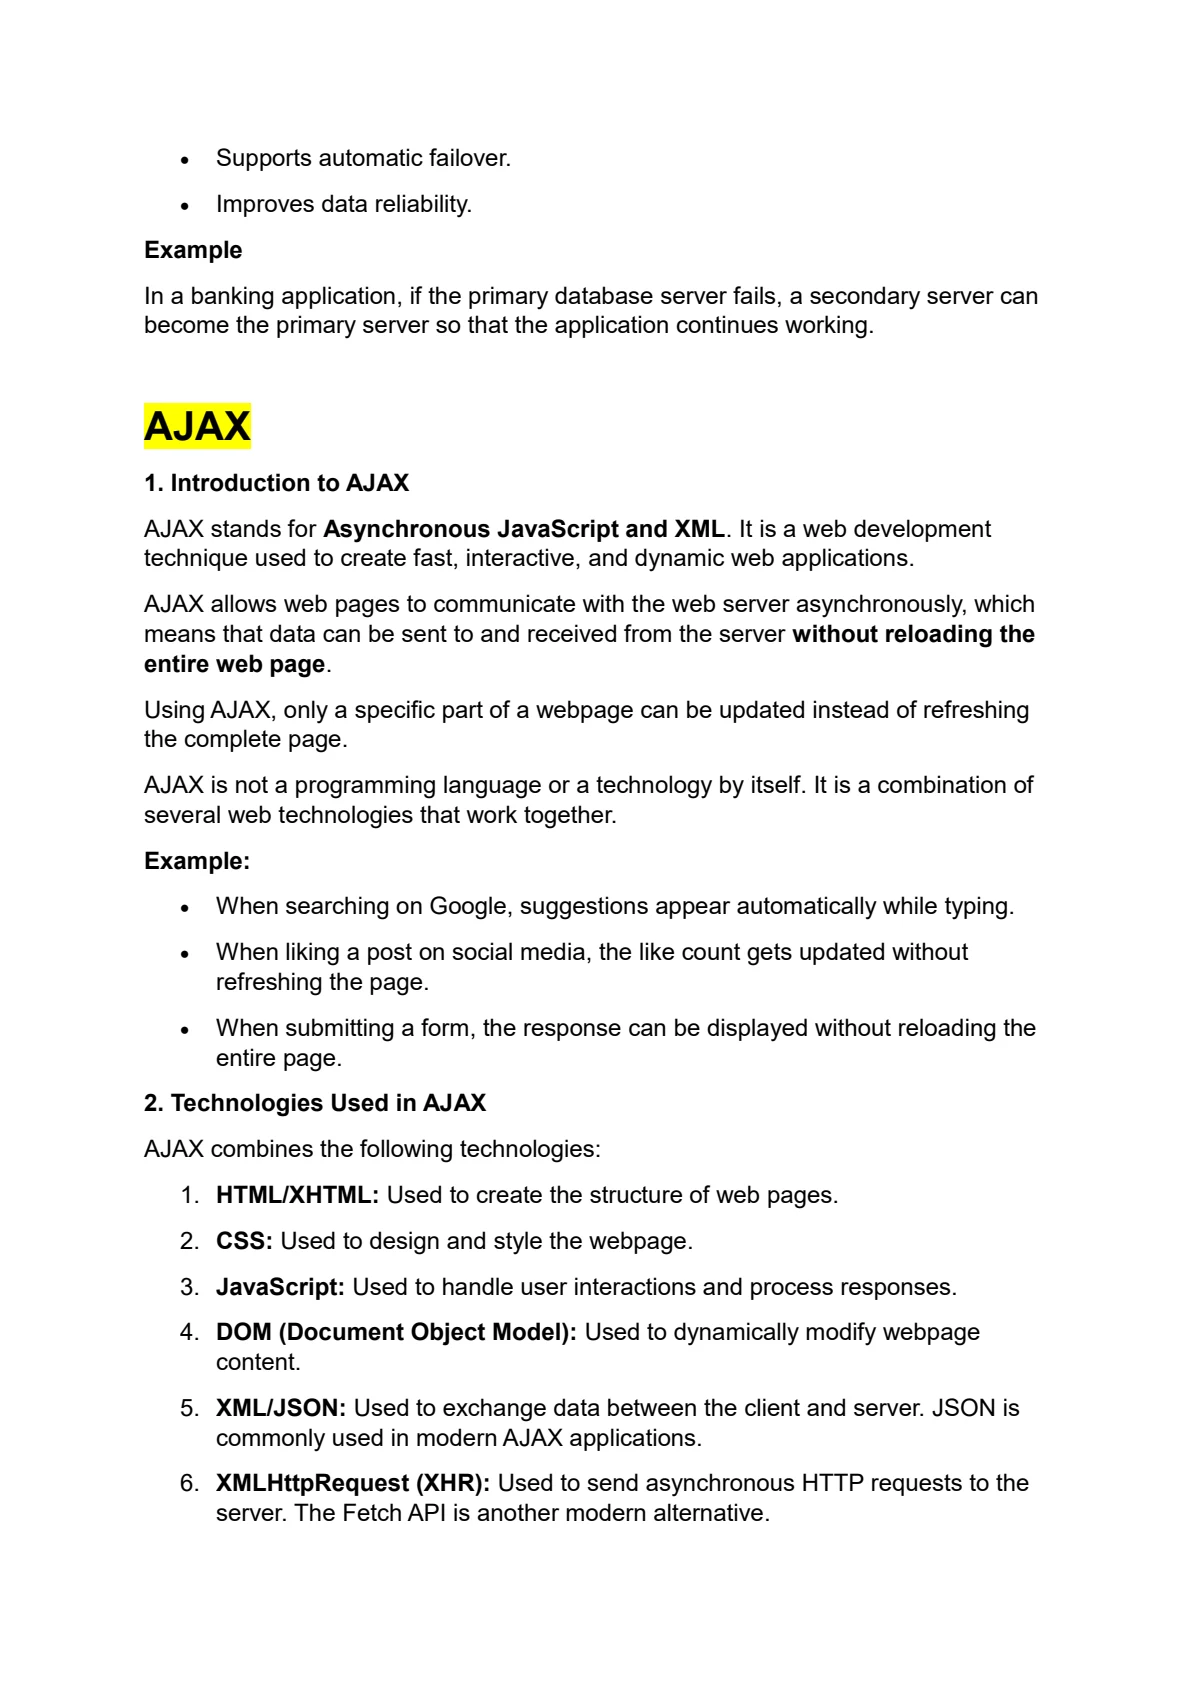 • Supports automatic failover.
• Improves data reliability.
Example
In a banking application, if the primary database server fails, a secondary server can
become the primary server so that the application continues working.
AJAX
1. Introduction to AJAX
AJAX stands for Asynchronous JavaScript and XML. It is a web development
technique used to create fast, interactive, and dynamic web applications.
AJAX allows web pages to communicate with the web server asynchronously, which
means that data can be sent to and received from the server without reloading the
entire web page.
Using AJAX, only a specific part of a webpage can be updated instead of refreshing
the complete page.
AJAX is not a programming language or a technology by itself. It is a combination of
several web technologies that work together.
Example:
• When searching on Google, suggestions appear automatically while typing.
• When liking a post on social media, the like count gets updated without
refreshing the page.
• When submitting a form, the response can be displayed without reloading the
entire page.
2. Technologies Used in AJAX
AJAX combines the following technologies:
1. HTML/XHTML: Used to create the structure of web pages.
2. CSS: Used to design and style the webpage.
3. JavaScript: Used to handle user interactions and process responses.
4. DOM (Document Object Model): Used to dynamically modify webpage
content.
5. XML/JSON: Used to exchange data between the client and server. JSON is
commonly used in modern AJAX applications.
6. XMLHttpRequest (XHR): Used to send asynchronous HTTP requests to the
server. The Fetch API is another modern alternative.